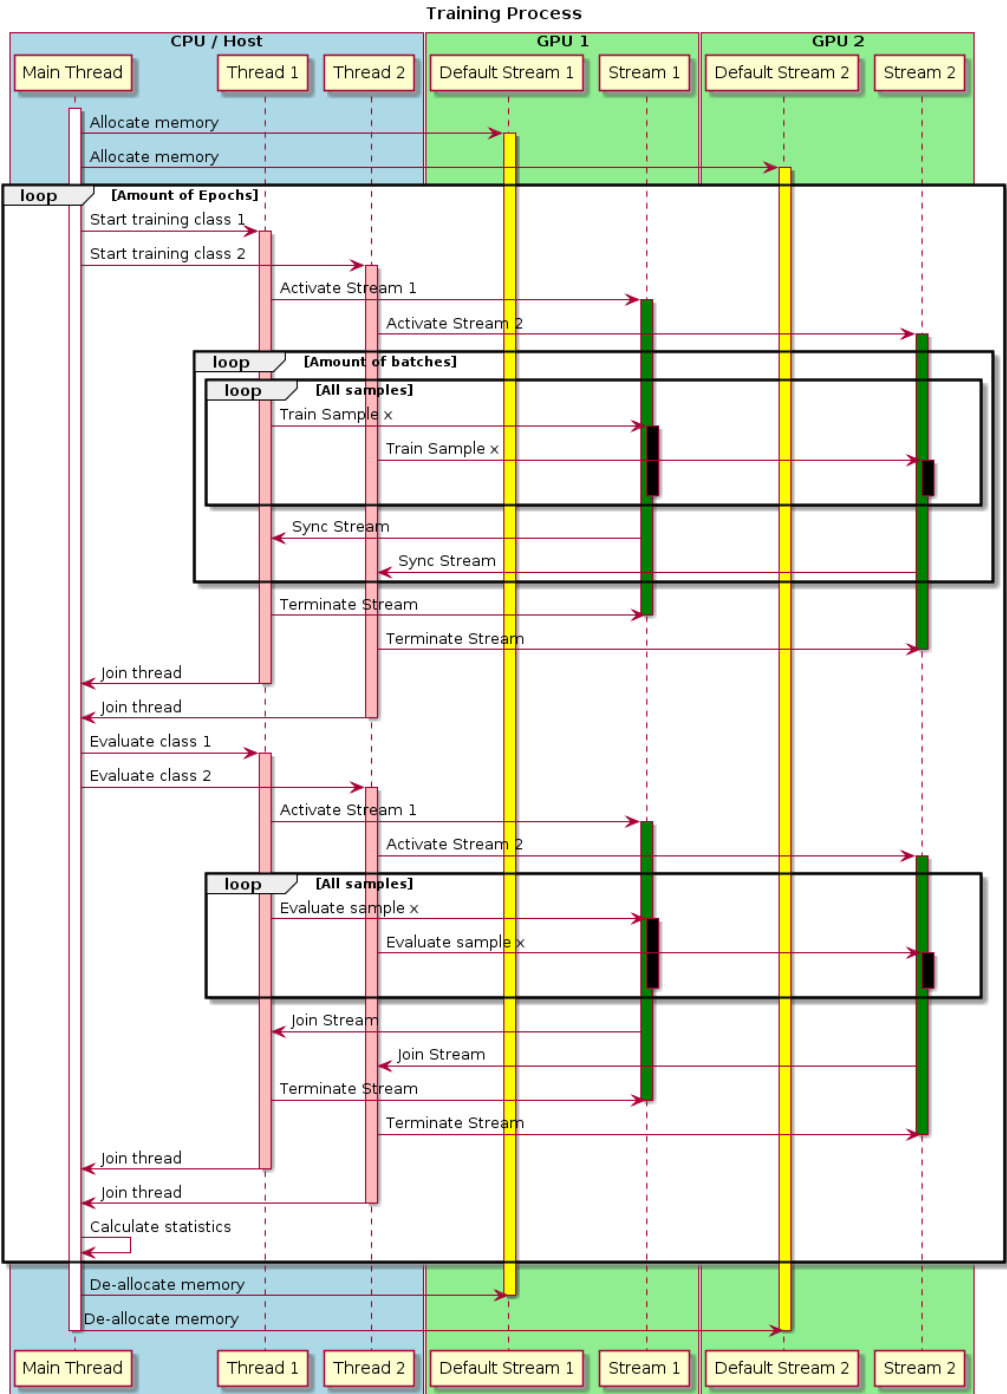 Training Process
CPU / Host GPU 1 GPU 2
Main Thread Thread 1 Thread 2 Default Stream 1 Stream 1 Default Stream 2 Stream 2
Allocate memory
Allocate memory
loop [Amount of Epochs]
Start training class 1
Start training class 2
Activate Stream 1
Activate Stream 2
loop [Amount of batches]
loop [All samples]
Train Sample x
Train Sample x
Sync Stream
Sync Stream
Terminate Stream
Terminate Stream
Join thread
Join thread
Evaluate class 1
Evaluate class 2
Activate Stream 1
Activate Stream 2
loop [All samples]
Evaluate sample x
Evaluate sample x
Join Stream
Join Stream
Terminate Stream
Terminate Stream
Join thread
Join thread
Calculate statistics
De-allocate memory
De-allocate memory
Main Thread Thread 1 Thread 2 Default Stream 1 Stream 1 Default Stream 2 Stream 2